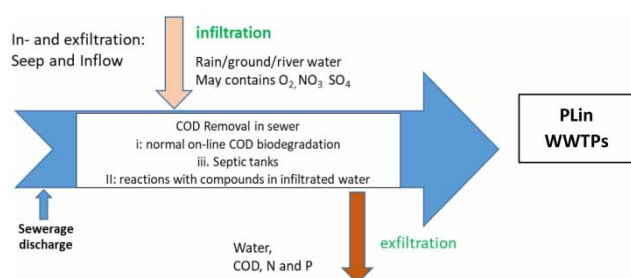 In- and exfiltration:
Seep and Inflow
infiltration
Rain/ground/river water
May contains O2, NO3 SO4
COD Removal in sewer
i: normal on-line COD biodegradation
iii. Septic tanks
II: reactions with compounds in infiltrated water
PLin
WWTPs
Sewerage
discharge
Water,
COD, N and P
exfiltration